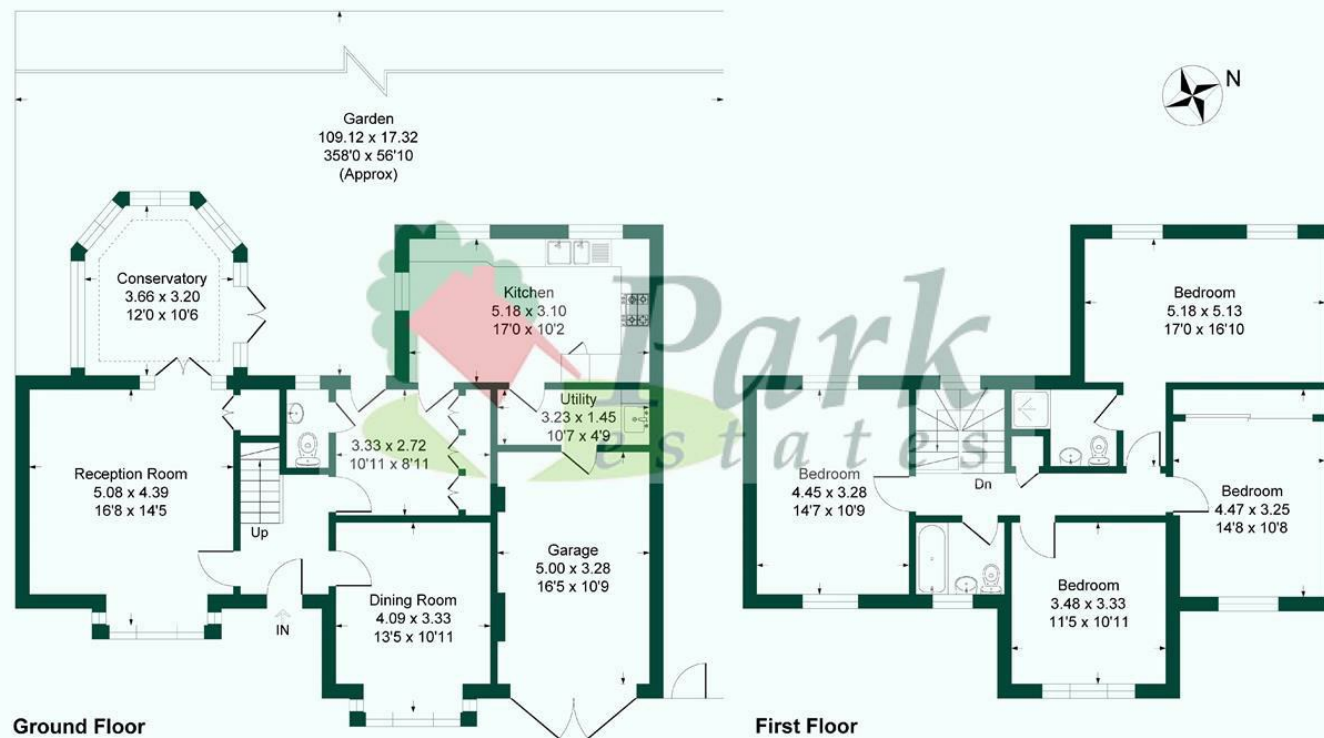 N
Garden
109.12 x 17.32
358'0 x 56'10
(Approx)
Conservatory
3.66 x 3.20
12'0 x 10'6
Kitchen
5.18 x 3.10
17'0 x 10'2
Utility
3.23 x 1.45
10'7 x 4'9
3.33 x 2.72
10'11 x 8'11
Reception Room
5.08 x 4.39
16'8 x 14'5
Up
Garage
5.00 x 3.28
16'5 x 10'9
Dining Room
4.09 x 3.33
13'5 x 10'11
IN
Ground Floor
Park
estates
Bedroom
5.18 x 5.13
17'0 x 16'10
Bedroom
4.45 x 3.28
14'7 x 10'9
Dn
Bedroom
4.47 x 3.25
14'8 x 10'8
Bedroom
3.48 x 3.33
11'5 x 10'11
First Floor